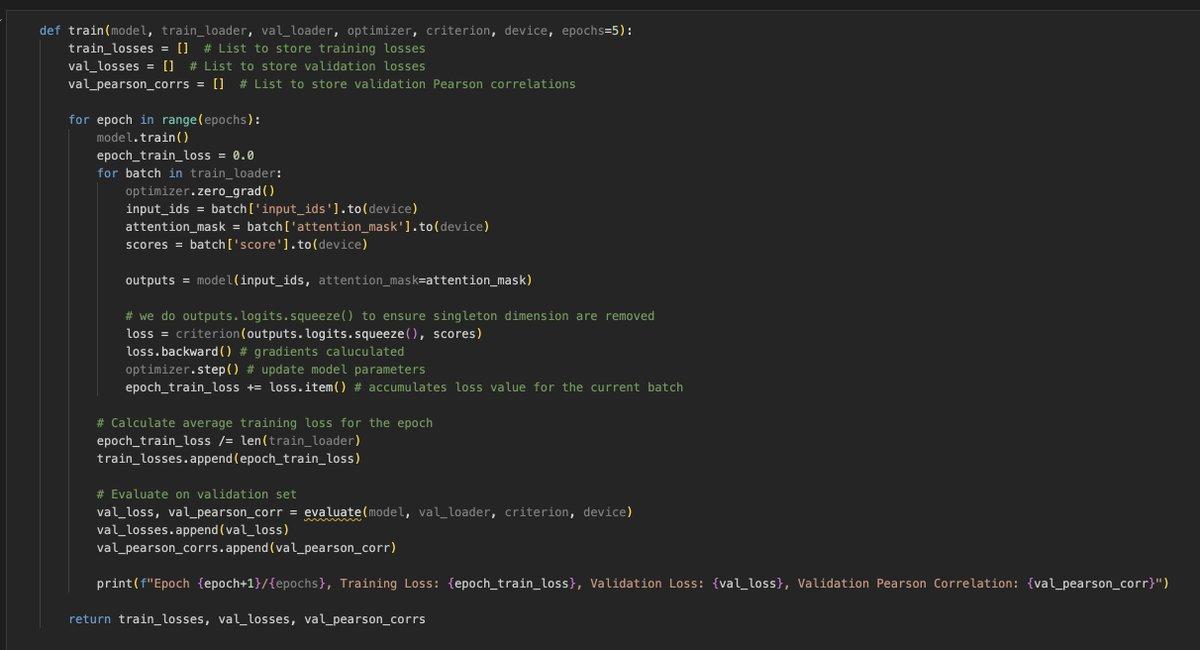 def train(model, train_loader, val_loader, optimizer, criterion, device, epochs=5):
    train_losses = []  # List to store training losses
    val_losses = []  # List to store validation losses
    val_pearson_corrs = []  # List to store validation Pearson correlations

    for epoch in range(epochs):
        model.train()
        epoch_train_loss = 0.0
        for batch in train_loader:
            optimizer.zero_grad()
            input_ids = batch['input_ids'].to(device)
            attention_mask = batch['attention_mask'].to(device)
            scores = batch['score'].to(device)

            outputs = model(input_ids, attention_mask=attention_mask)

            # we do outputs.logits.squeeze() to ensure singleton dimension are removed
            loss = criterion(outputs.logits.squeeze(), scores)
            loss.backward() # gradients caluculated
            optimizer.step() # update model parameters
            epoch_train_loss += loss.item() # accumulates loss value for the current batch

        # Calculate average training loss for the epoch
        epoch_train_loss /= len(train_loader)
        train_losses.append(epoch_train_loss)

        # Evaluate on validation set
        val_loss, val_pearson_corr = evaluate(model, val_loader, criterion, device)
        val_losses.append(val_loss)
        val_pearson_corrs.append(val_pearson_corr)

        print(f"Epoch {epoch+1}/{epochs}, Training Loss: {epoch_train_loss}, Validation Loss: {val_loss}, Validation Pearson Correlation: {val_pearson_corr}")

    return train_losses, val_losses, val_pearson_corrs